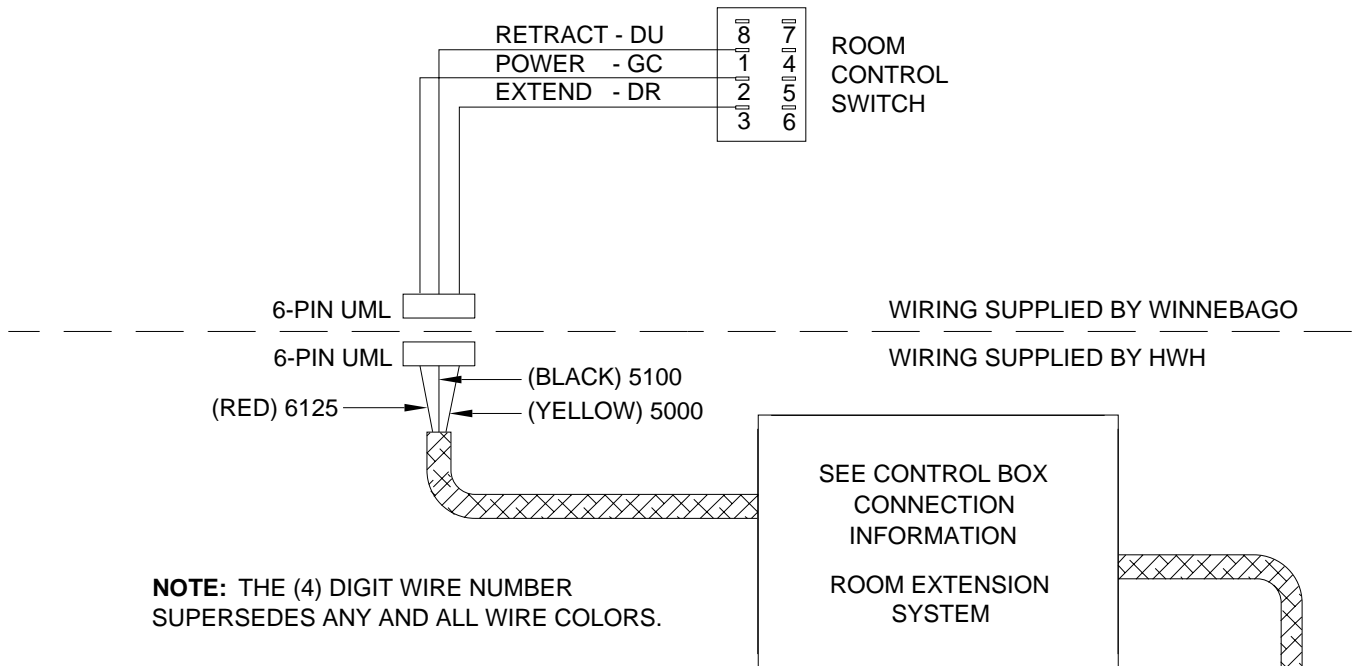 RETRACT - DU
POWER - GC
EXTEND - DR
8 7
1 4
2 5
3 6
ROOM
CONTROL
SWITCH
6-PIN UML
WIRING SUPPLIED BY WINNEBAGO
6-PIN UML
WIRING SUPPLIED BY HWH
(BLACK) 5100
(RED) 6125
(YELLOW) 5000
SEE CONTROL BOX
CONNECTION
INFORMATION
ROOM EXTENSION
SYSTEM
NOTE: THE (4) DIGIT WIRE NUMBER
SUPERSEDES ANY AND ALL WIRE COLORS.